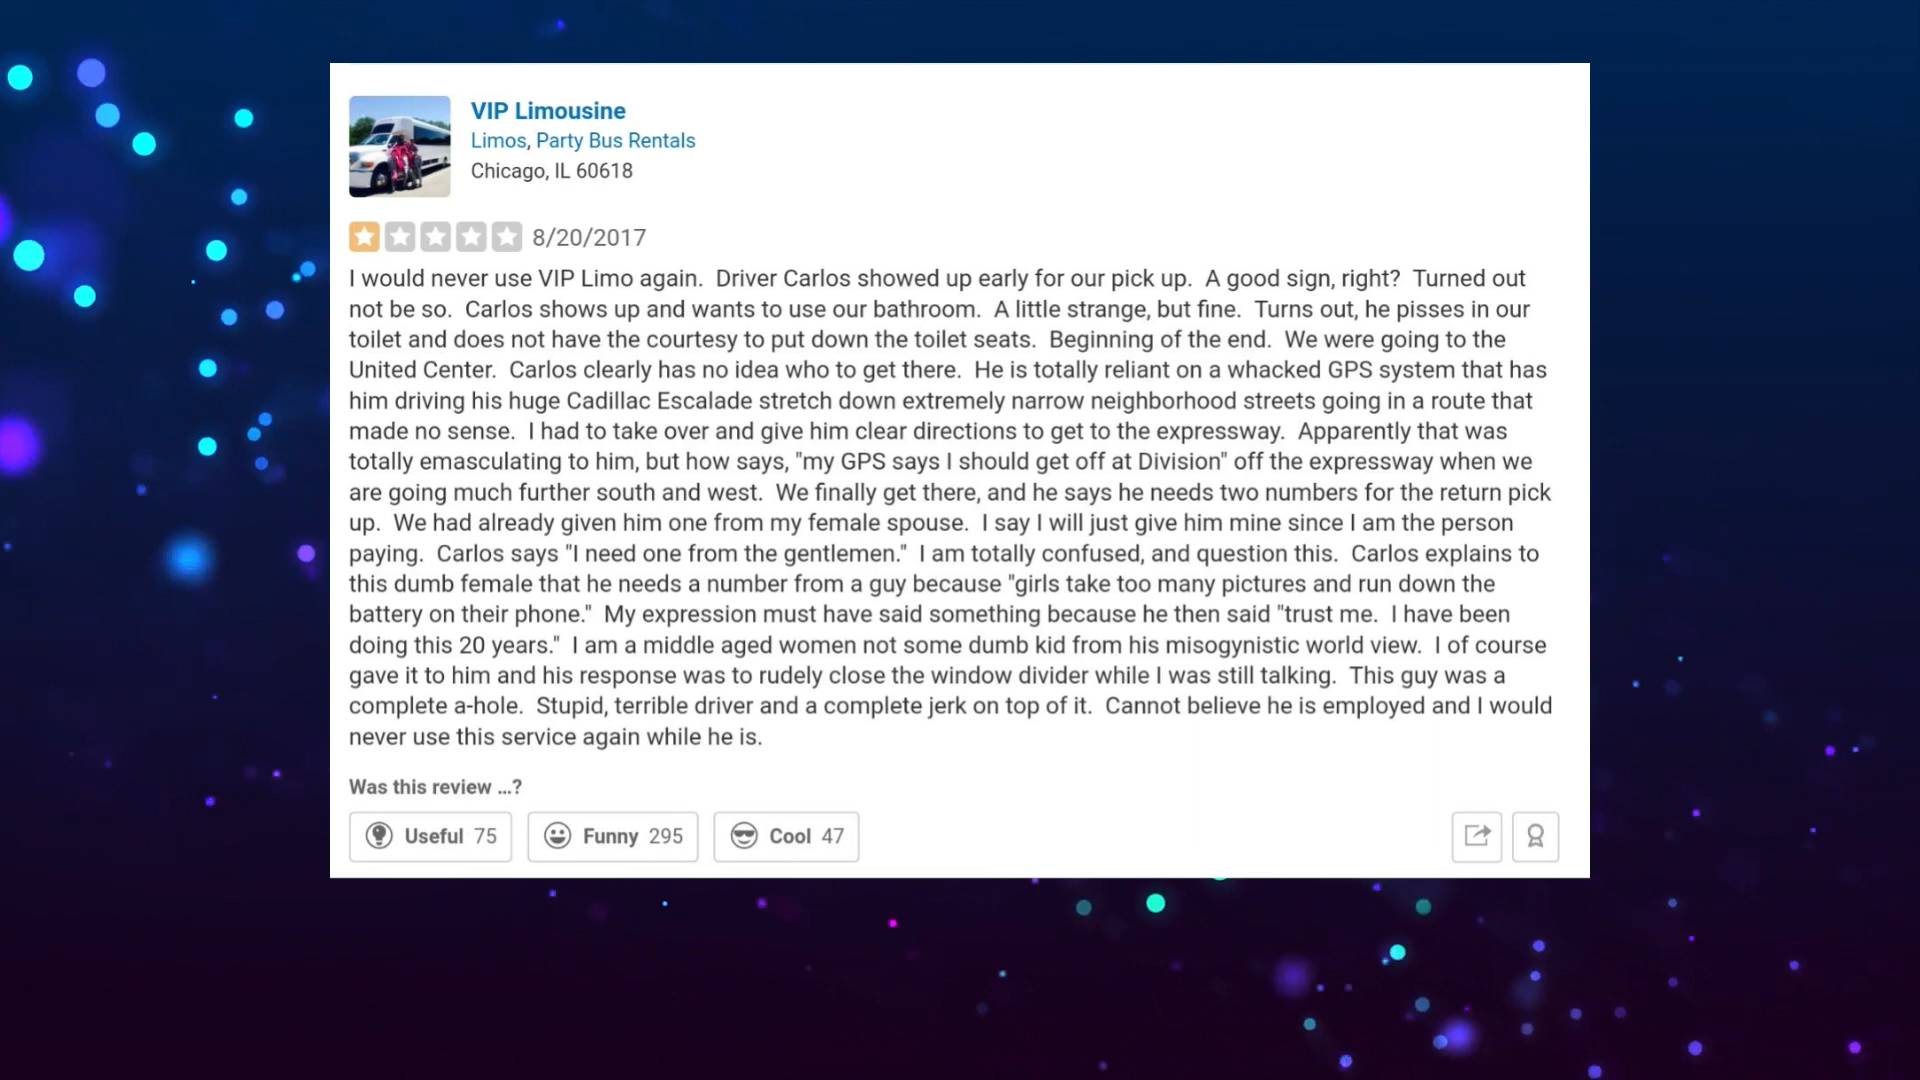 VIP Limousine
Limos, Party Bus Rentals
Chicago, IL 60618
8/20/2017
I would never use VIP Limo again.  Driver Carlos showed up early for our pick up.  A good sign, right?  Turned out
not be so.  Carlos shows up and wants to use our bathroom.  A little strange, but fine.  Turns out, he pisses in our
toilet and does not have the courtesy to put down the toilet seats.  Beginning of the end.  We were going to the
United Center.  Carlos clearly has no idea who to get there.  He is totally reliant on a whacked GPS system that has
him driving his huge Cadillac Escalade stretch down extremely narrow neighborhood streets going in a route that
made no sense.  I had to take over and give him clear directions to get to the expressway.  Apparently that was
totally emasculating to him, but how says, "my GPS says I should get off at Division" off the expressway when we
are going much further south and west.  We finally get there, and he says he needs two numbers for the return pick
up.  We had already given him one from my female spouse.  I say I will just give him mine since I am the person
paying.  Carlos says "I need one from the gentlemen."  I am totally confused, and question this.  Carlos explains to
this dumb female that he needs a number from a guy because "girls take too many pictures and run down the
battery on their phone."  My expression must have said something because he then said "trust me.  I have been
doing this 20 years."  I am a middle aged women not some dumb kid from his misogynistic world view.  I of course
gave it to him and his response was to rudely close the window divider while I was still talking.  This guy was a
complete a-hole.  Stupid, terrible driver and a complete jerk on top of it.  Cannot believe he is employed and I would
never use this service again while he is.
Was this review ...?
Useful 75
Funny 295
Cool 47